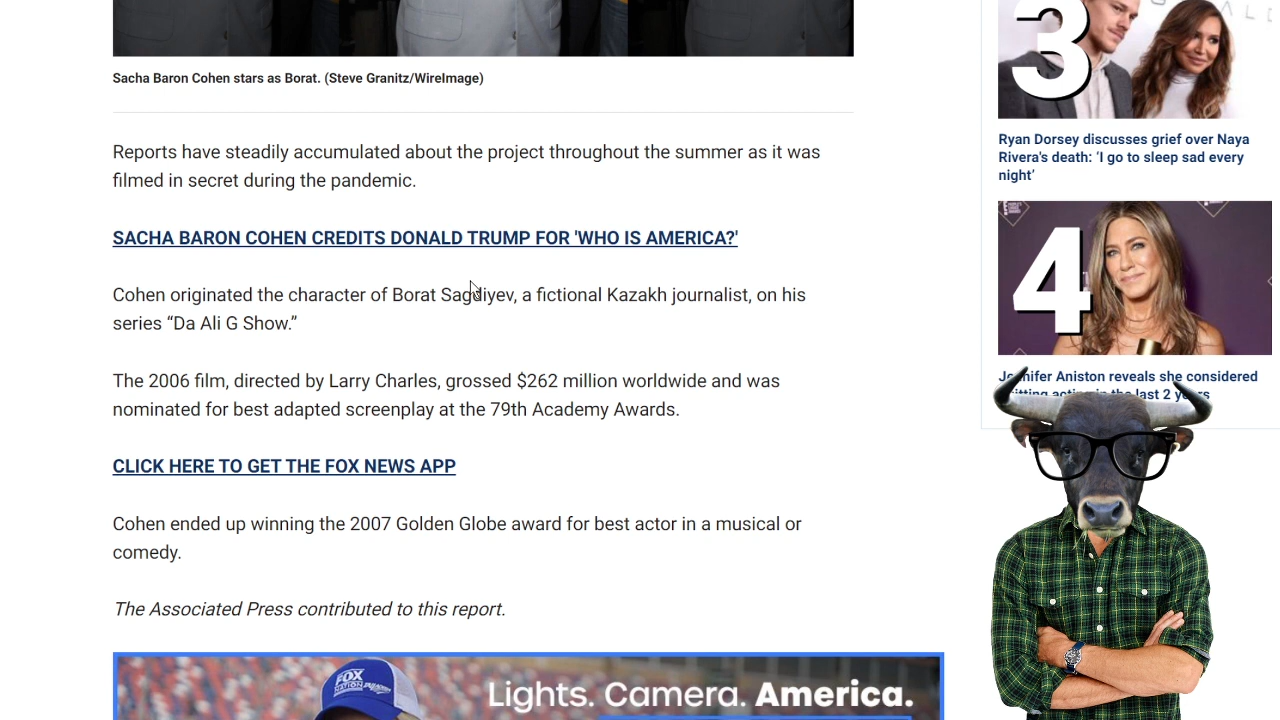 Sacha Baron Cohen stars as Borat. (Steve Granitz/WireImage)
Reports have steadily accumulated about the project throughout the summer as it was
filmed in secret during the pandemic.
SACHA BARON COHEN CREDITS DONALD TRUMP FOR 'WHO IS AMERICA?'
Cohen originated the character of Borat Sagdiyev, a fictional Kazakh journalist, on his
series “Da Ali G Show.”
The 2006 film, directed by Larry Charles, grossed $262 million worldwide and was
nominated for best adapted screenplay at the 79th Academy Awards.
CLICK HERE TO GET THE FOX NEWS APP
Cohen ended up winning the 2007 Golden Globe award for best actor in a musical or
comedy.
The Associated Press contributed to this report.
FOX
NATION
Lights. Camera. America.
3
Ryan Dorsey discusses grief over Naya
Rivera's death: ‘I go to sleep sad every
night’
4
Jennifer Aniston reveals she considered
quitting acting in the last 2 years